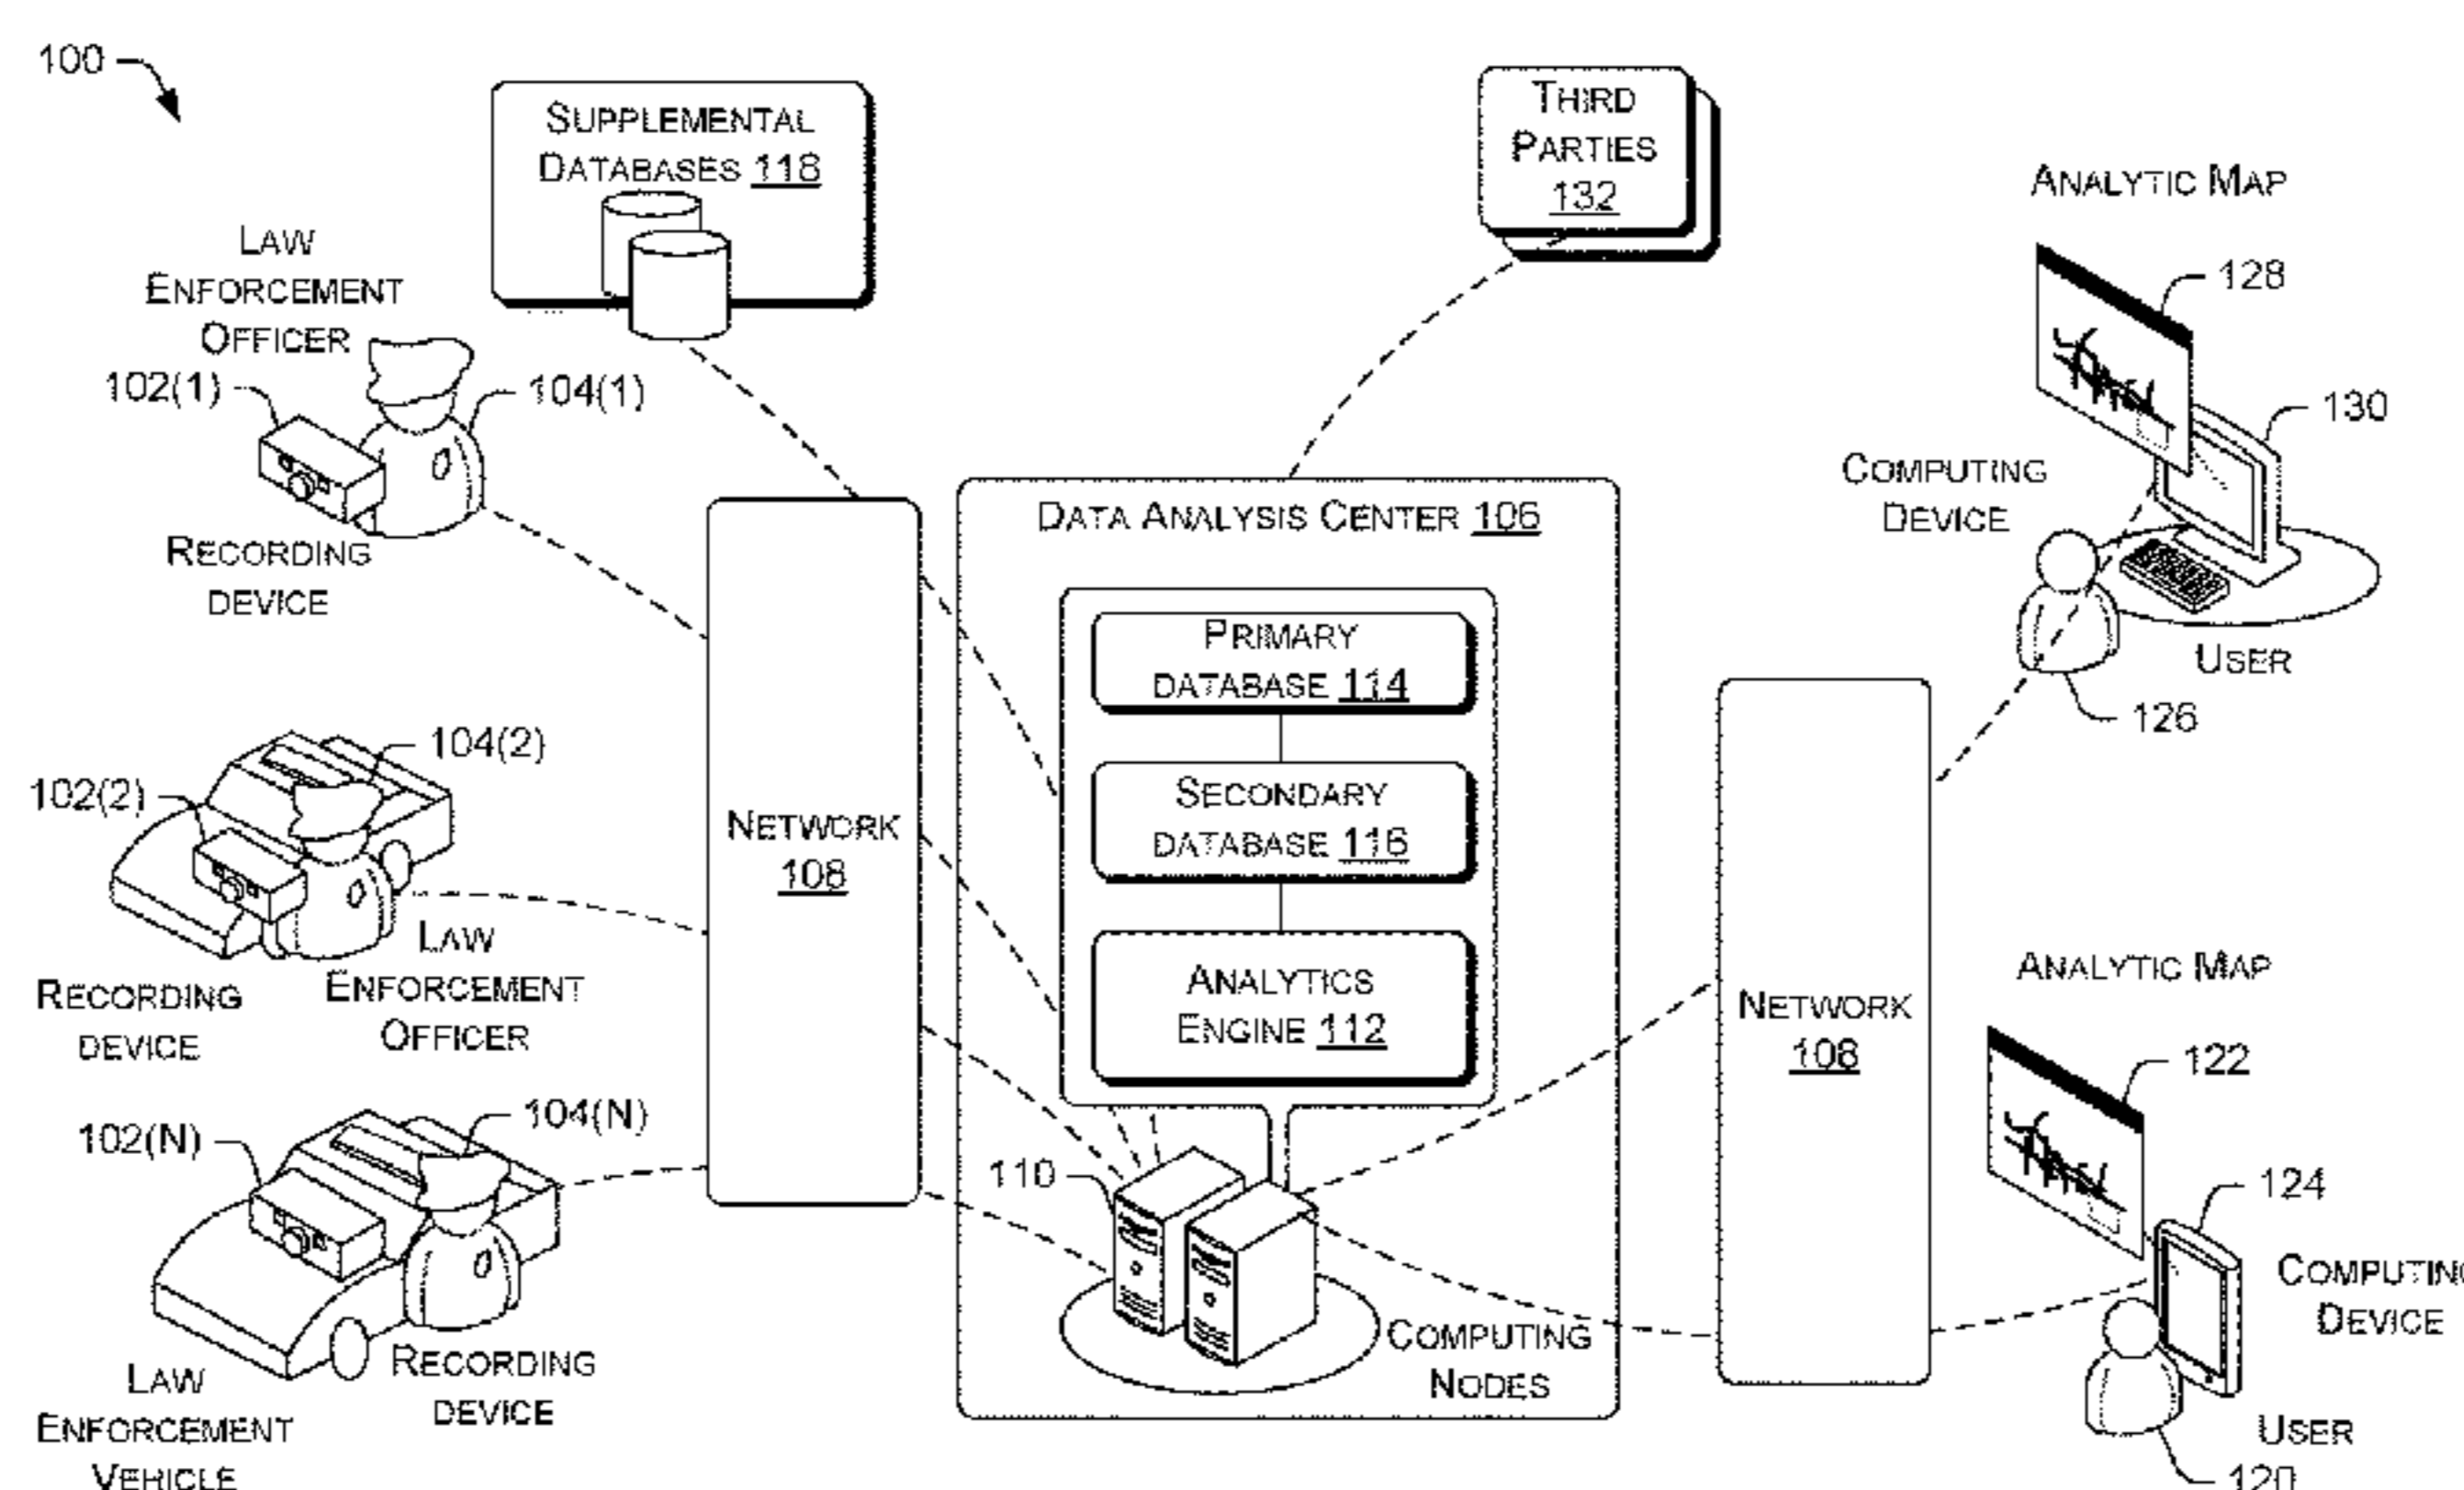 100
SUPPLEMENTAL
DATABASES 118
THIRD
PARTIES
132
ANALYTIC MAP
128
130
COMPUTING
DEVICE
USER
126
LAW
ENFORCEMENT
OFFICER
102(1)
104(1)
RECORDING
DEVICE
104(2)
102(2)
LAW
ENFORCEMENT
OFFICER
RECORDING
DEVICE
104(N)
102(N)
RECORDING
DEVICE
LAW
ENFORCEMENT
VEHICLE
NETWORK
108
DATA ANALYSIS CENTER 106
PRIMARY
DATABASE 114
SECONDARY
DATABASE 116
ANALYTICS
ENGINE 112
110
COMPUTING
NODES
NETWORK
108
ANALYTIC MAP
122
124
COMPUTING
DEVICE
USER
120